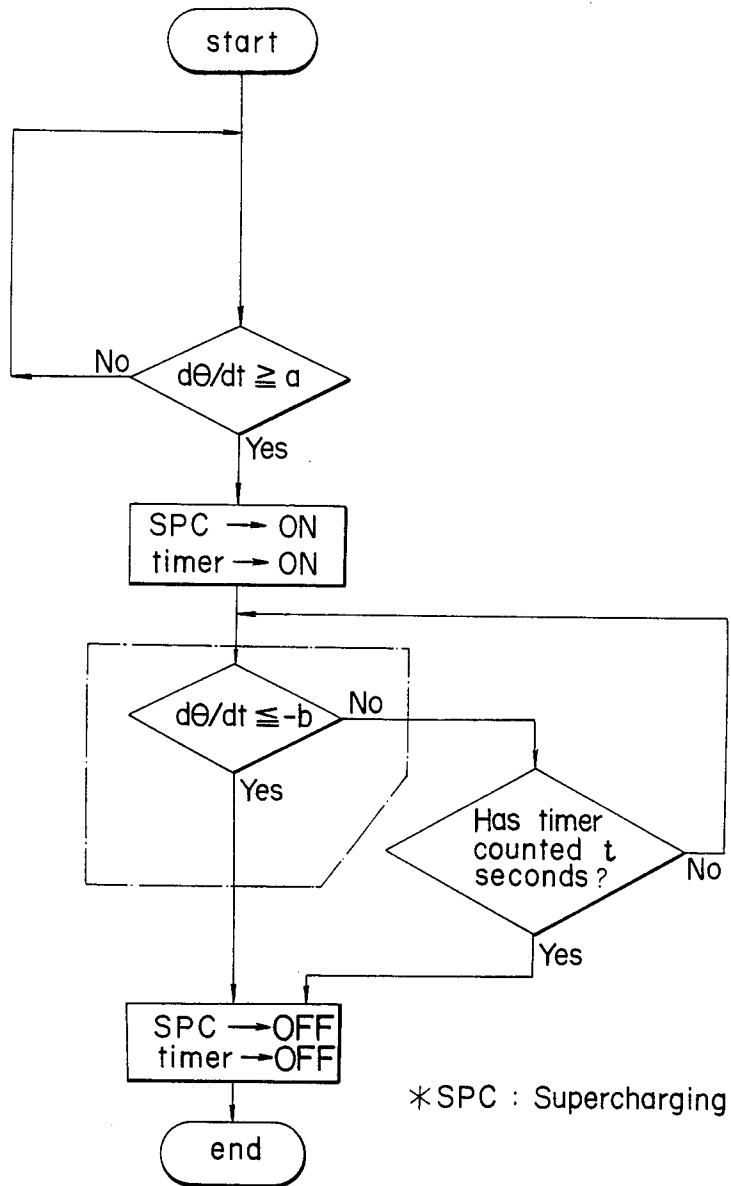 start
No
dθ/dt ≧ a
Yes
SPC → ON
timer → ON
dθ/dt ≦ -b
No
Yes
Has timer
counted t
seconds?
No
Yes
SPC → OFF
timer → OFF
*SPC : Supercharging
end